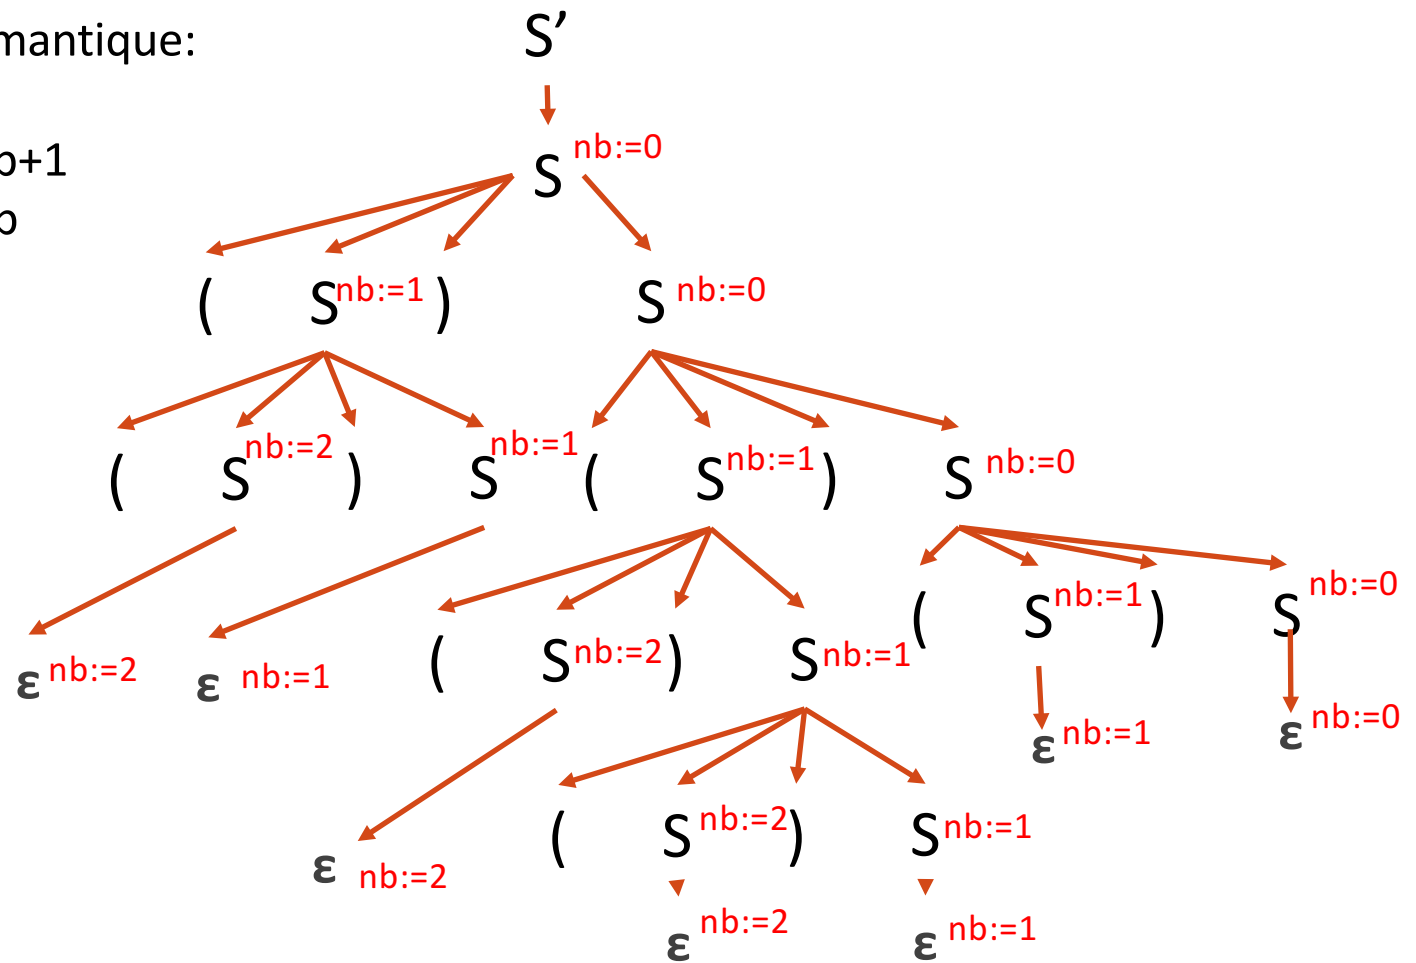 mantique:
S’
b+1
b
S nb:=0
( S nb:=1 ) S nb:=0
( S nb:=2 ) S nb:=1 ( S nb:=1 ) S nb:=0
( S nb:=1 ) S nb:=0
ε nb:=2 ε nb:=1 ( S nb:=2 ) S nb:=1
ε nb:=1 ε nb:=0
( S nb:=2 ) S nb:=1
ε nb:=2
ε nb:=2 ε nb:=1